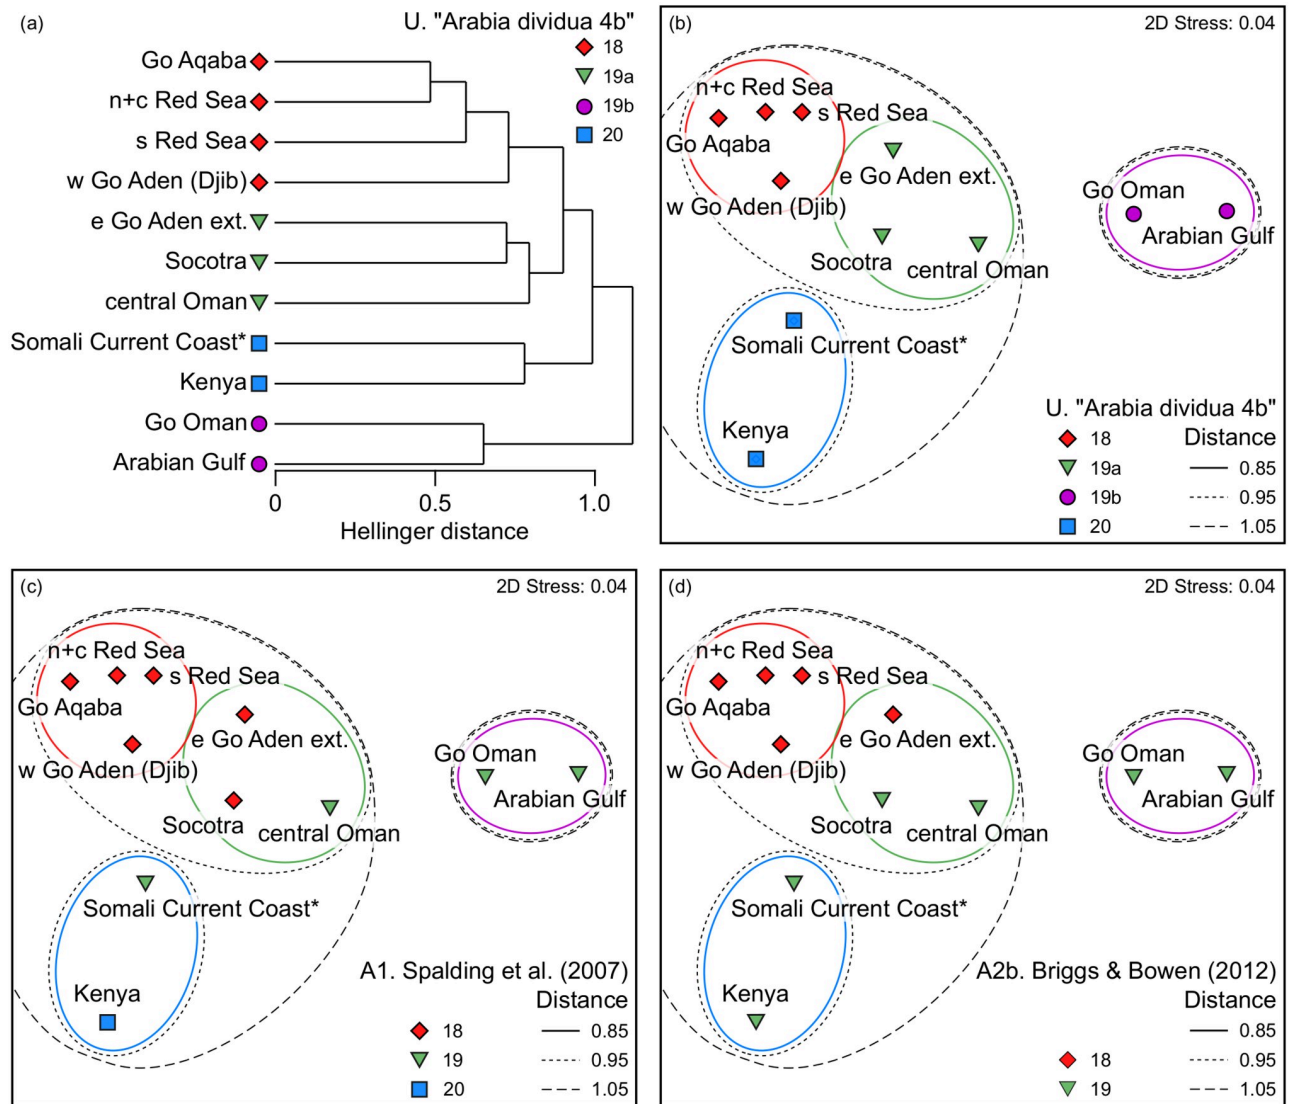 (a)
U. "Arabia dividua 4b"
18
19a
19b
20
Go Aqaba
n+c Red Sea
s Red Sea
w Go Aden (Djib)
e Go Aden ext.
Socotra
central Oman
Somali Current Coast*
Kenya
Go Oman
Arabian Gulf
0 0.5 1.0
Hellinger distance
(b)
2D Stress: 0.04
n+c Red Sea
s Red Sea
Go Aqaba
e Go Aden ext.
w Go Aden (Djib)
Socotra
central Oman
Go Oman
Arabian Gulf
Somali Current Coast*
Kenya
U. "Arabia dividua 4b"
Distance
18 0.85
19a 0.95
19b 1.05
20
(c)
2D Stress: 0.04
n+c Red Sea
s Red Sea
Go Aqaba
e Go Aden ext.
w Go Aden (Djib)
Socotra
central Oman
Go Oman
Arabian Gulf
Somali Current Coast*
Kenya
A1. Spalding et al. (2007)
Distance
18 0.85
19 0.95
20 1.05
(d)
2D Stress: 0.04
n+c Red Sea
s Red Sea
Go Aqaba
e Go Aden ext.
w Go Aden (Djib)
Socotra
central Oman
Go Oman
Arabian Gulf
Somali Current Coast*
Kenya
A2b. Briggs & Bowen (2012)
Distance
0.85
18 0.95
19 1.05